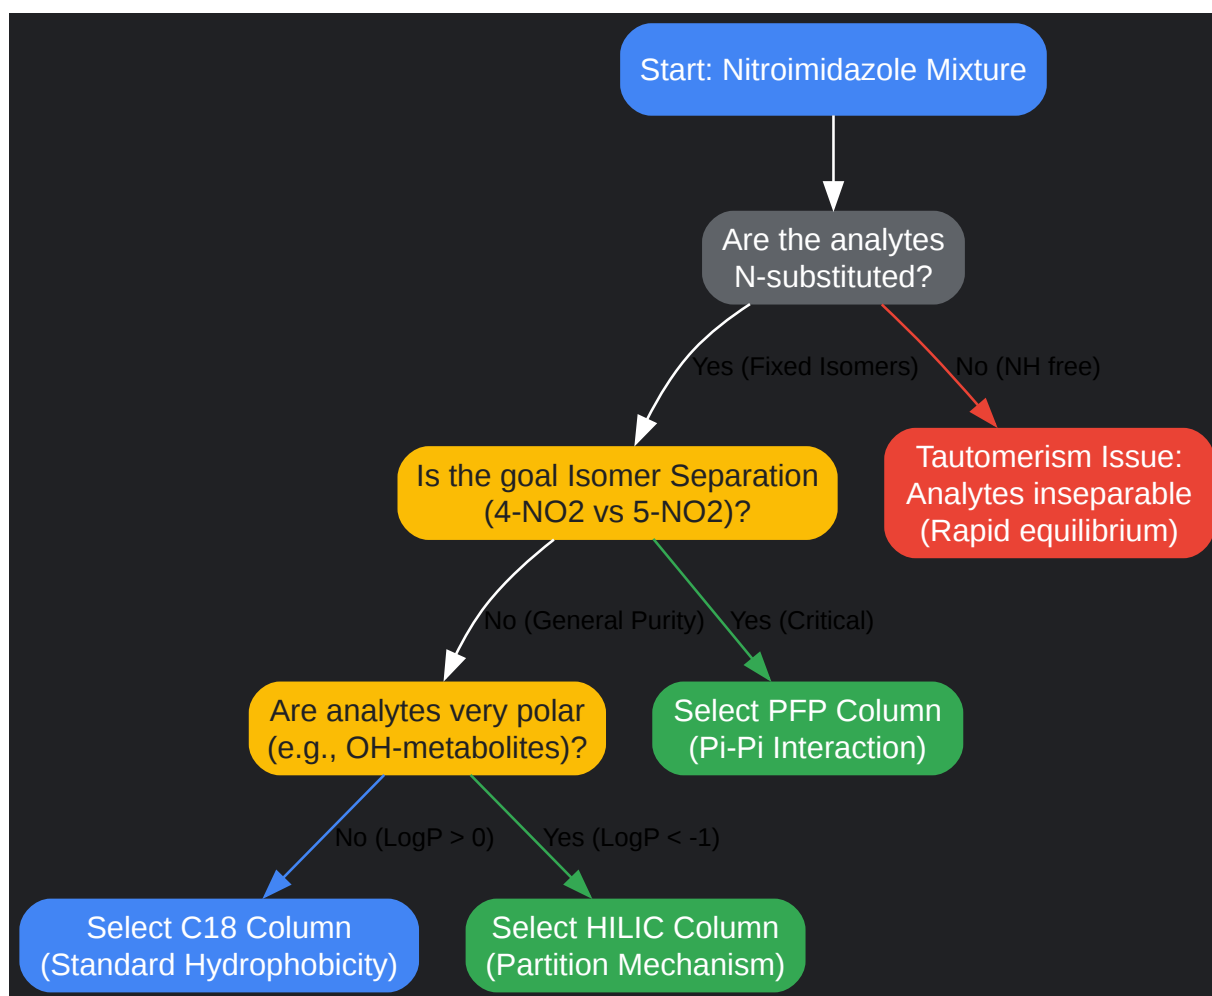 Start: Nitroimidazole Mixture
Are the analytes
N-substituted?
Yes (Fixed Isomers)
No (NH free)
Is the goal Isomer Separation
(4-NO2 vs 5-NO2)?
Tautomerism Issue:
Analytes inseparable
(Rapid equilibrium)
No (General Purity)
Yes (Critical)
Are analytes very polar
(e.g., OH-metabolites)?
Select PFP Column
(Pi-Pi Interaction)
No (LogP > 0)
Yes (LogP < -1)
Select C18 Column
(Standard Hydrophobicity)
Select HILIC Column
(Partition Mechanism)